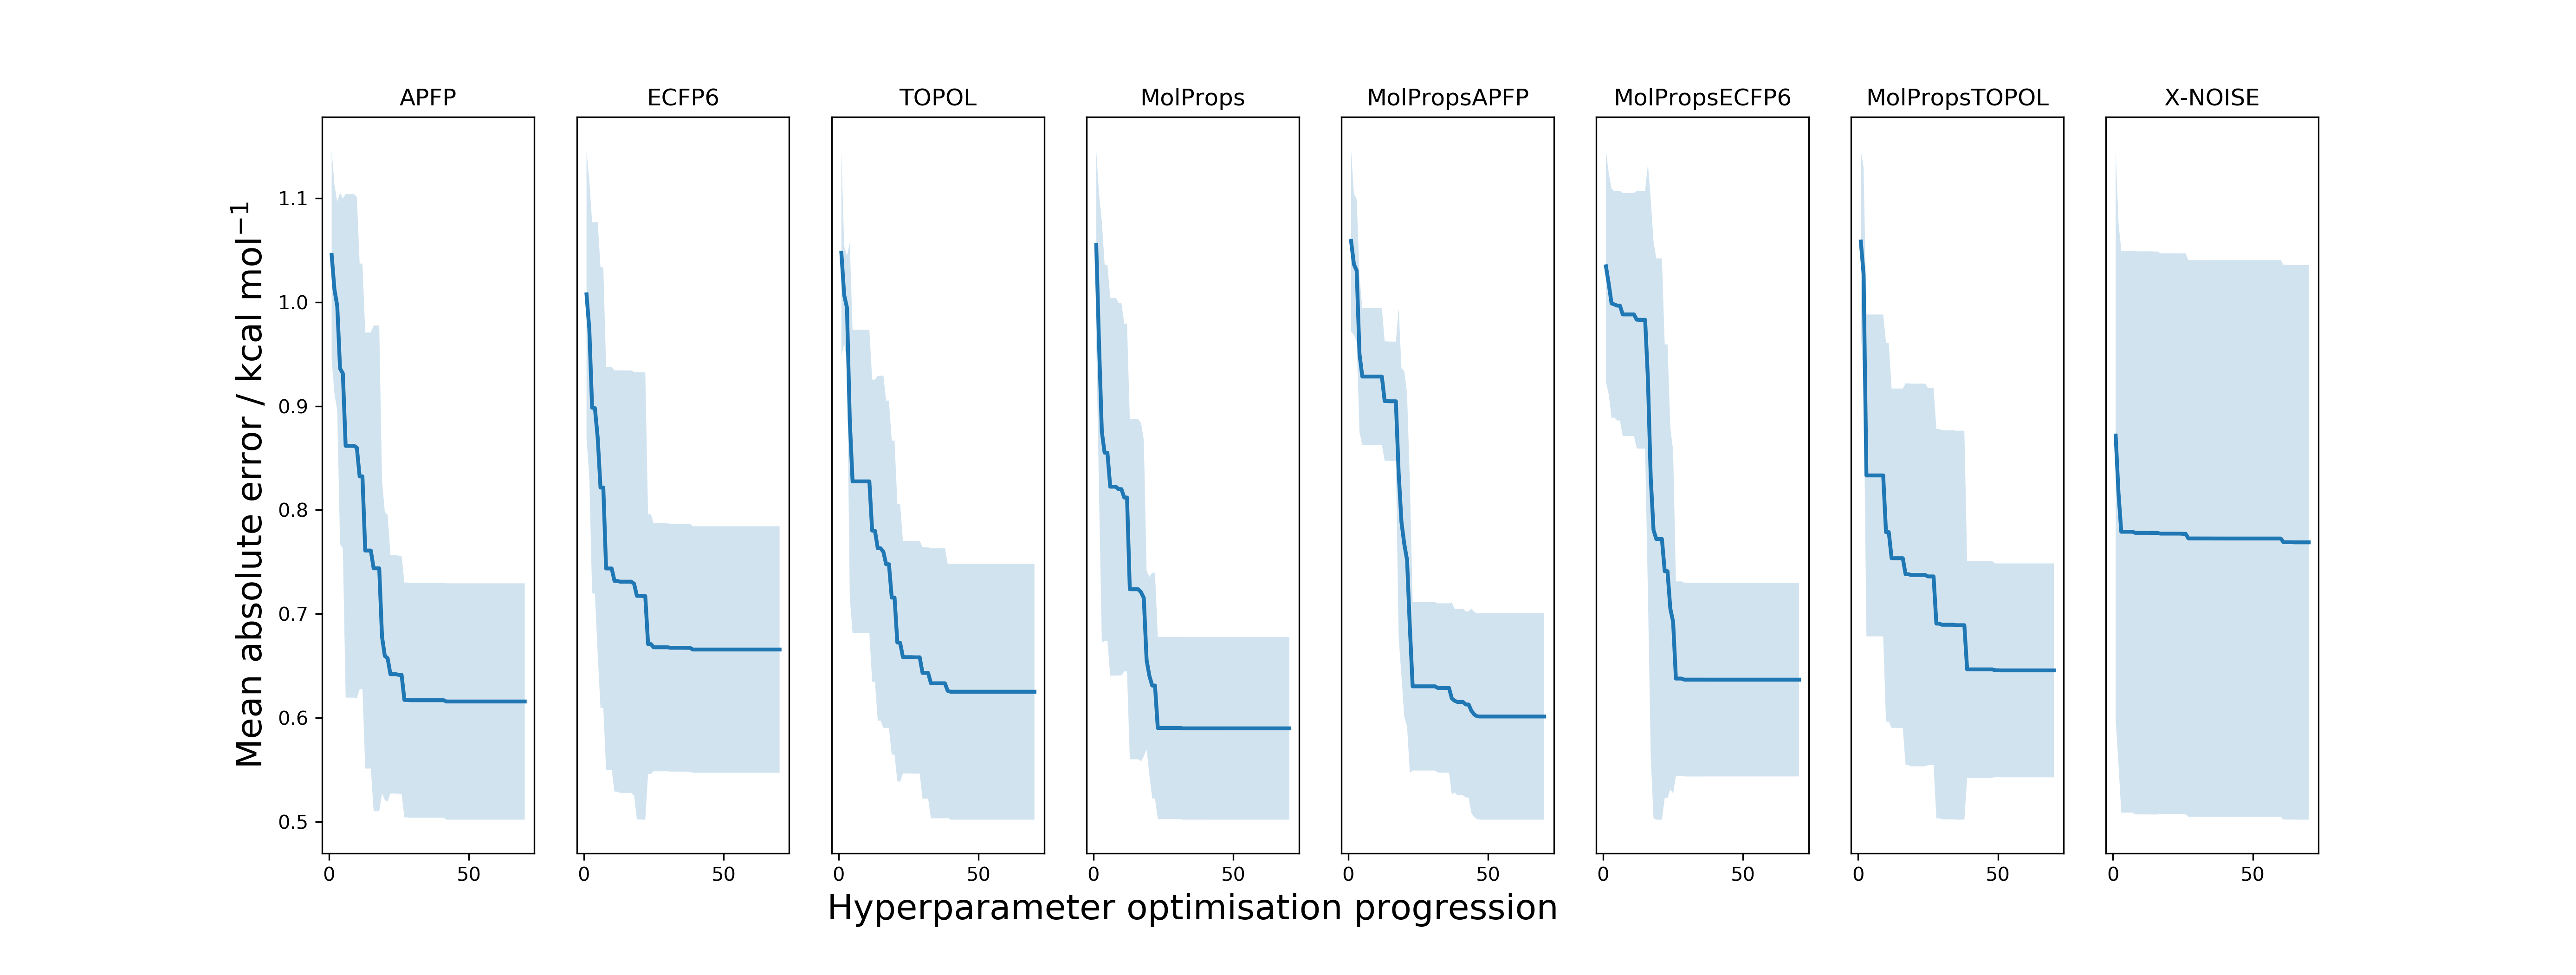 APFP ECFP6 TOPOL MolProps MolPropsAPFP MolPropsECFP6 MolPropsTOPOL X-NOISE
Mean absolute error / kcal mol⁻¹
1.1
1.0
0.9
0.8
0.7
0.6
0.5
0 50 0 50 0 50 0 50 0 50 0 50 0 50 0 50
Hyperparameter optimisation progression